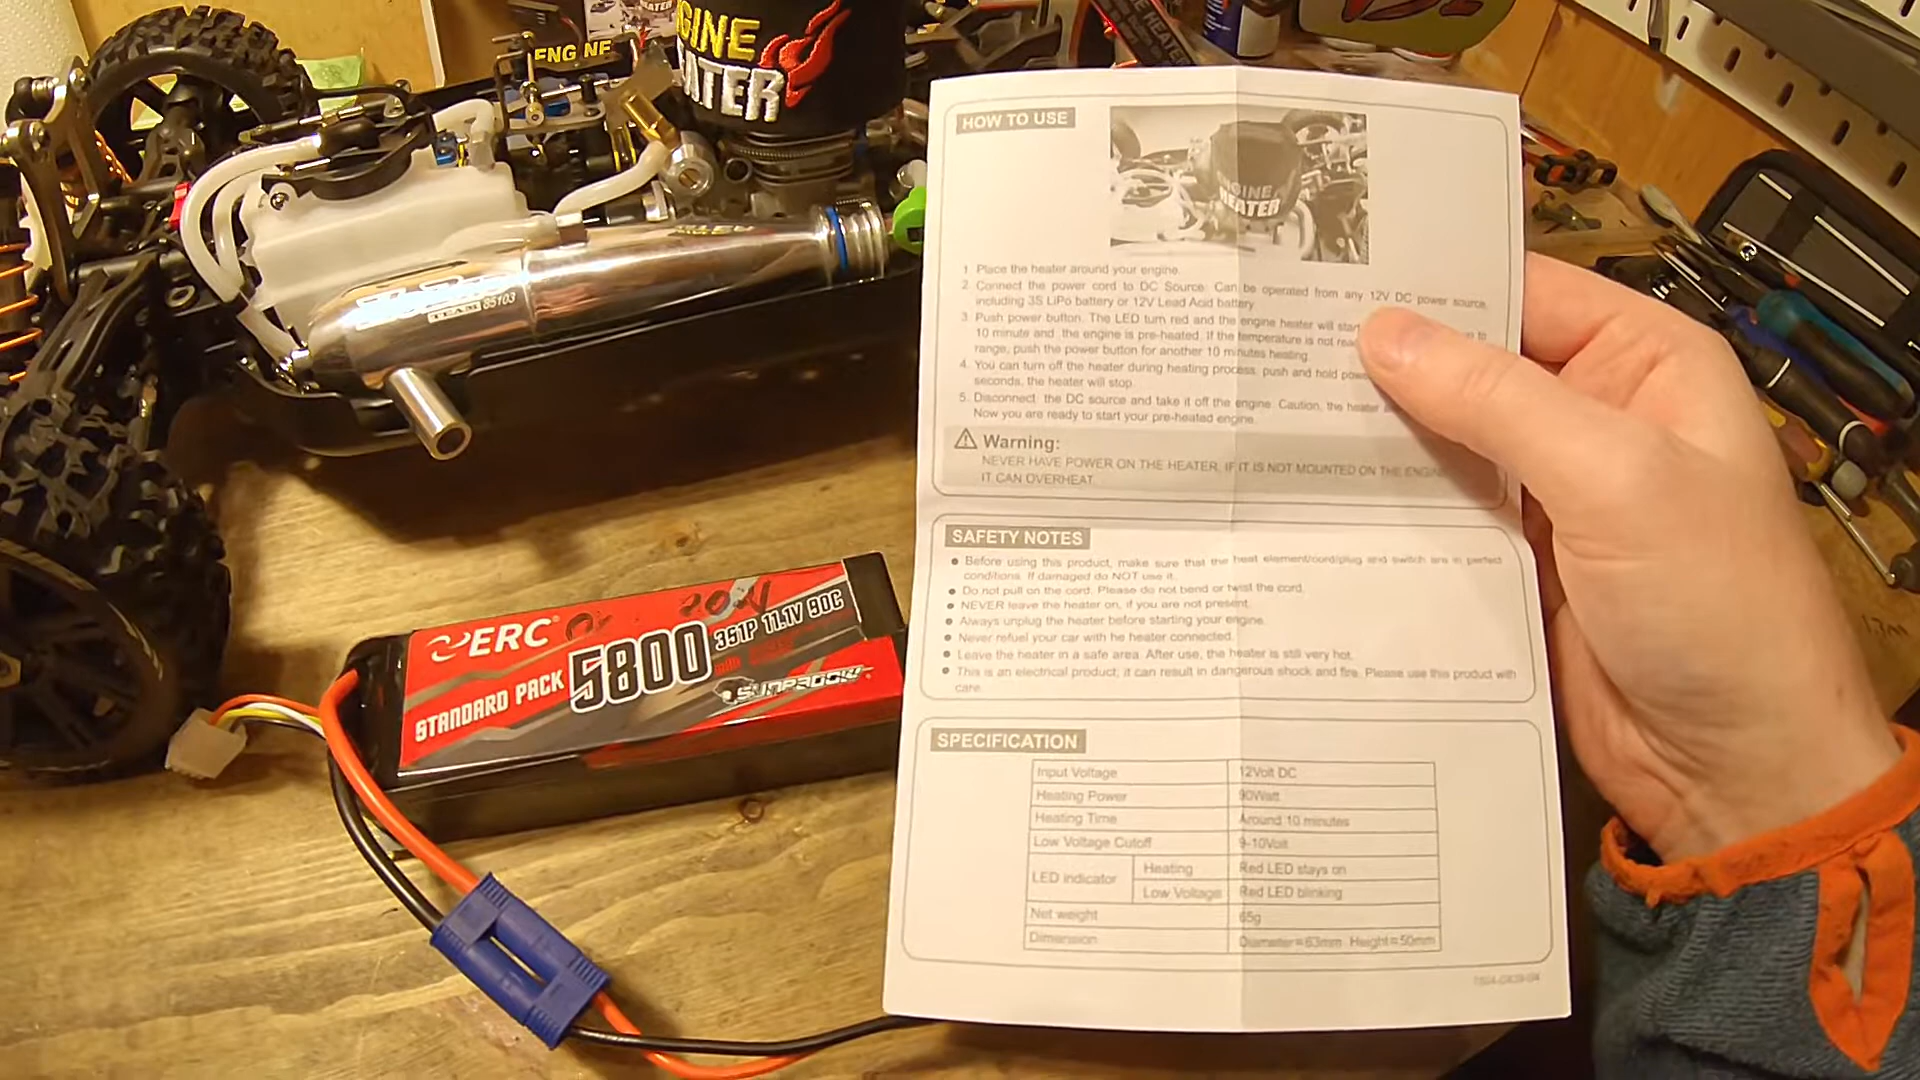 ENGINE
GINE
EATER
HEATER
TEAM 85103
ERC
5800
3S1P 11.1V 90C
STANDARD PACK
SUNPADOW
HOW TO USE
GINE
EATER
1 Place the heater around your engine.
2. Connect the power cord to DC Source: Can be operated from any 12V DC power source,
including 3S LiPo battery or 12V Lead Acid battery
3. Push power button. The LED turn red and the engine heater will start to
10 minute and the engine is pre-heated. If the temperature is not
range, push the power button for another 10 minutes heating
4. You can turn off the heater during heating process, push and hold
seconds, the heater will stop.
5. Disconnect the DC source and take it off the engine. Caution, the heater
Now you are ready to start your pre-heated engine.
Warning:
NEVER HAVE POWER ON THE HEATER, IF IT IS NOT MOUNTED ON THE
IT CAN OVERHEAT.
SAFETY NOTES
● Before using this product, make sure that the heat element/cord/plug and switch are in perfect
conditions. If damaged do NOT use it.
● Do not pull on the cord. Please do not bend or twist the cord.
● NEVER leave the heater on, if you are not present.
● Always unplug the heater before starting your engine.
● Never refuel your car with he heater connected.
● Leave the heater in a safe area. After use, the heater is still very hot.
● This is an electrical product; it can result in dangerous shock and fire. Please use this product with
care.
SPECIFICATION
Input Voltage 12Volt DC
Heating Power 90Watt
Heating Time Around 10 minutes
Low Voltage Cutoff 9-10Volt
LED indicator Heating Red LED stays on
Low Voltage Red LED blinking
Net weight 65g
Dimension Diameter=63mm Height=50mm